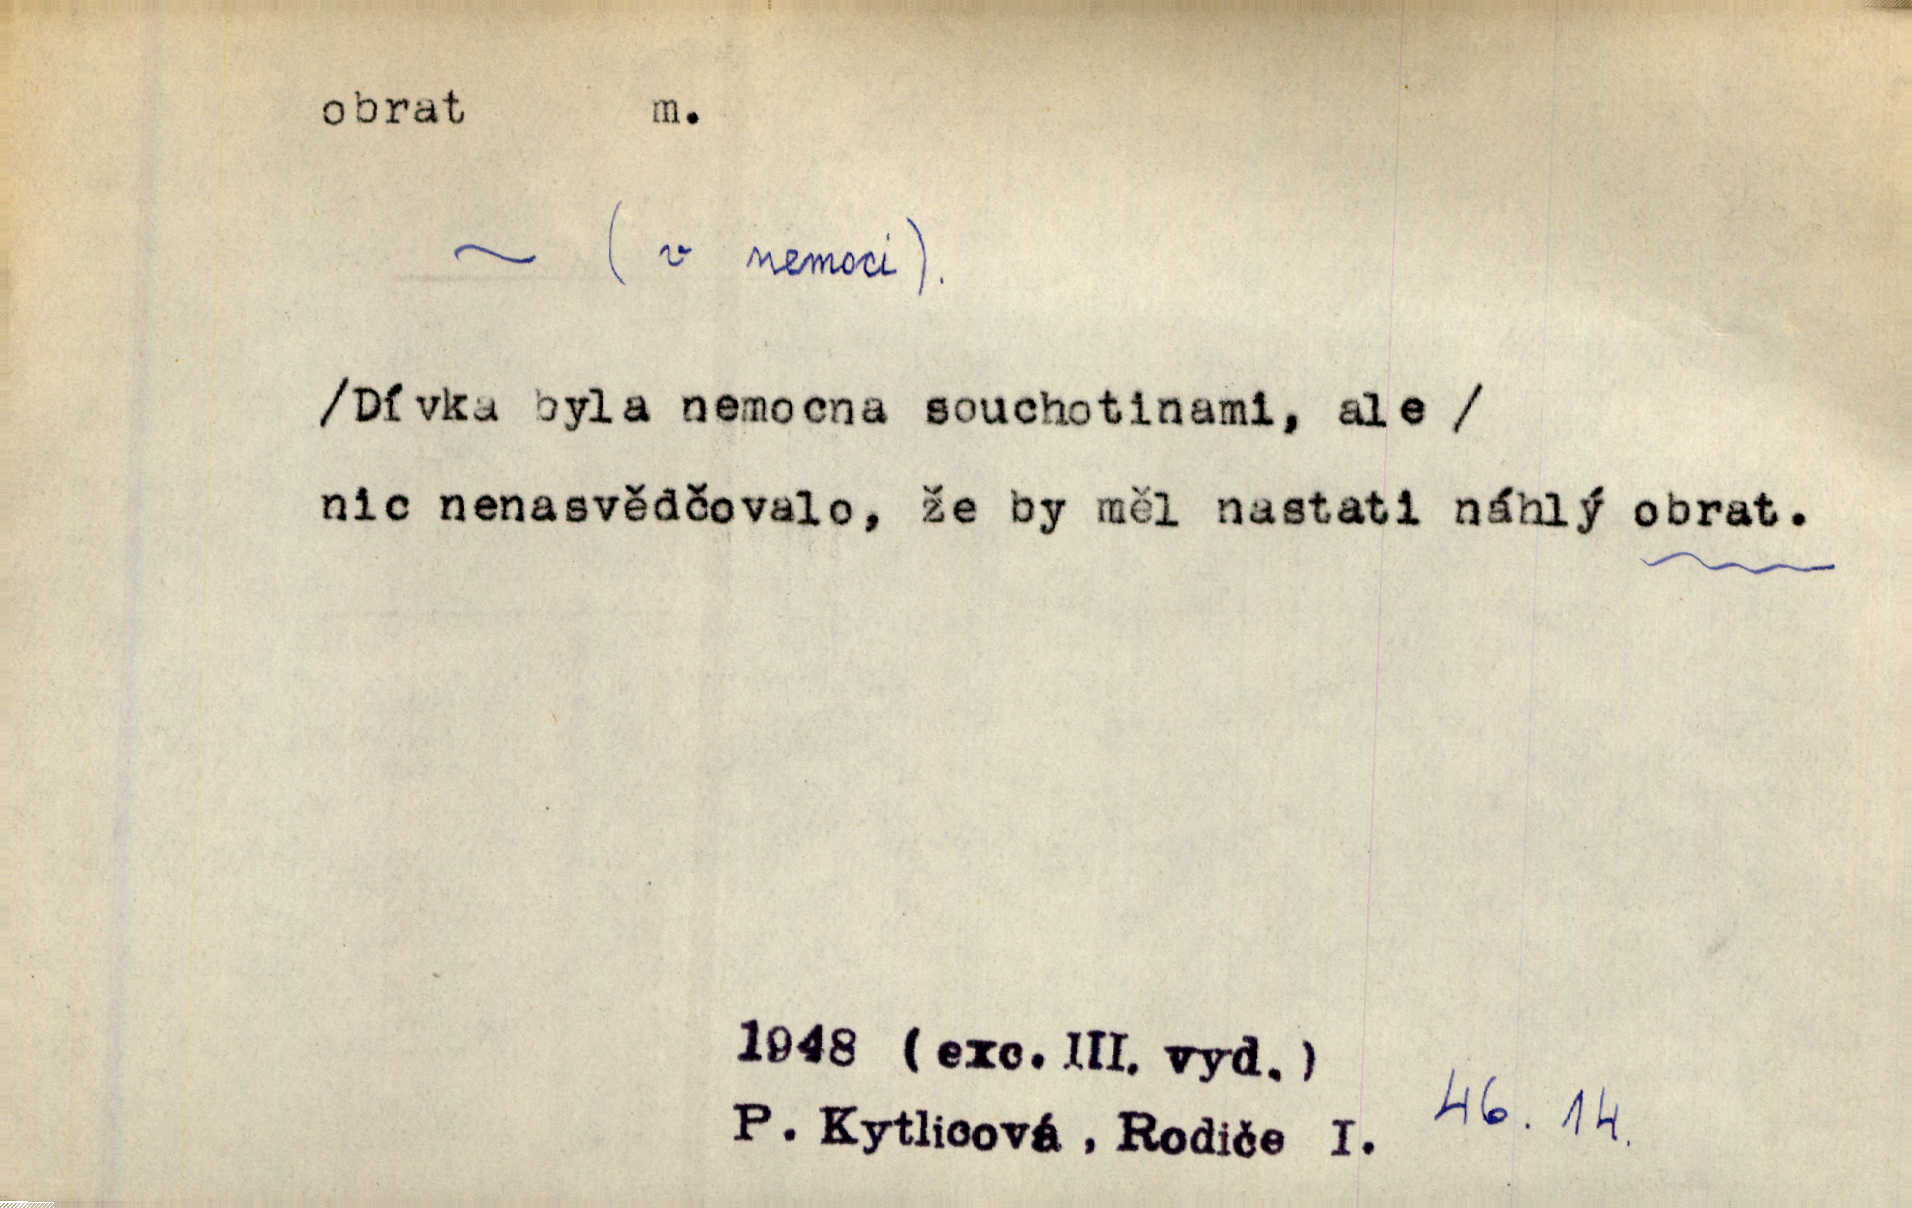 obrat m.
~ (v nemoci).
/Dívka byla nemocna souchotinami, ale /
nic nenasvědčovalo, že by měl nastati náhlý obrat.
1948 (exc. III. vyd.)
P. Kytlicová, Rodiče I. 46. 14.